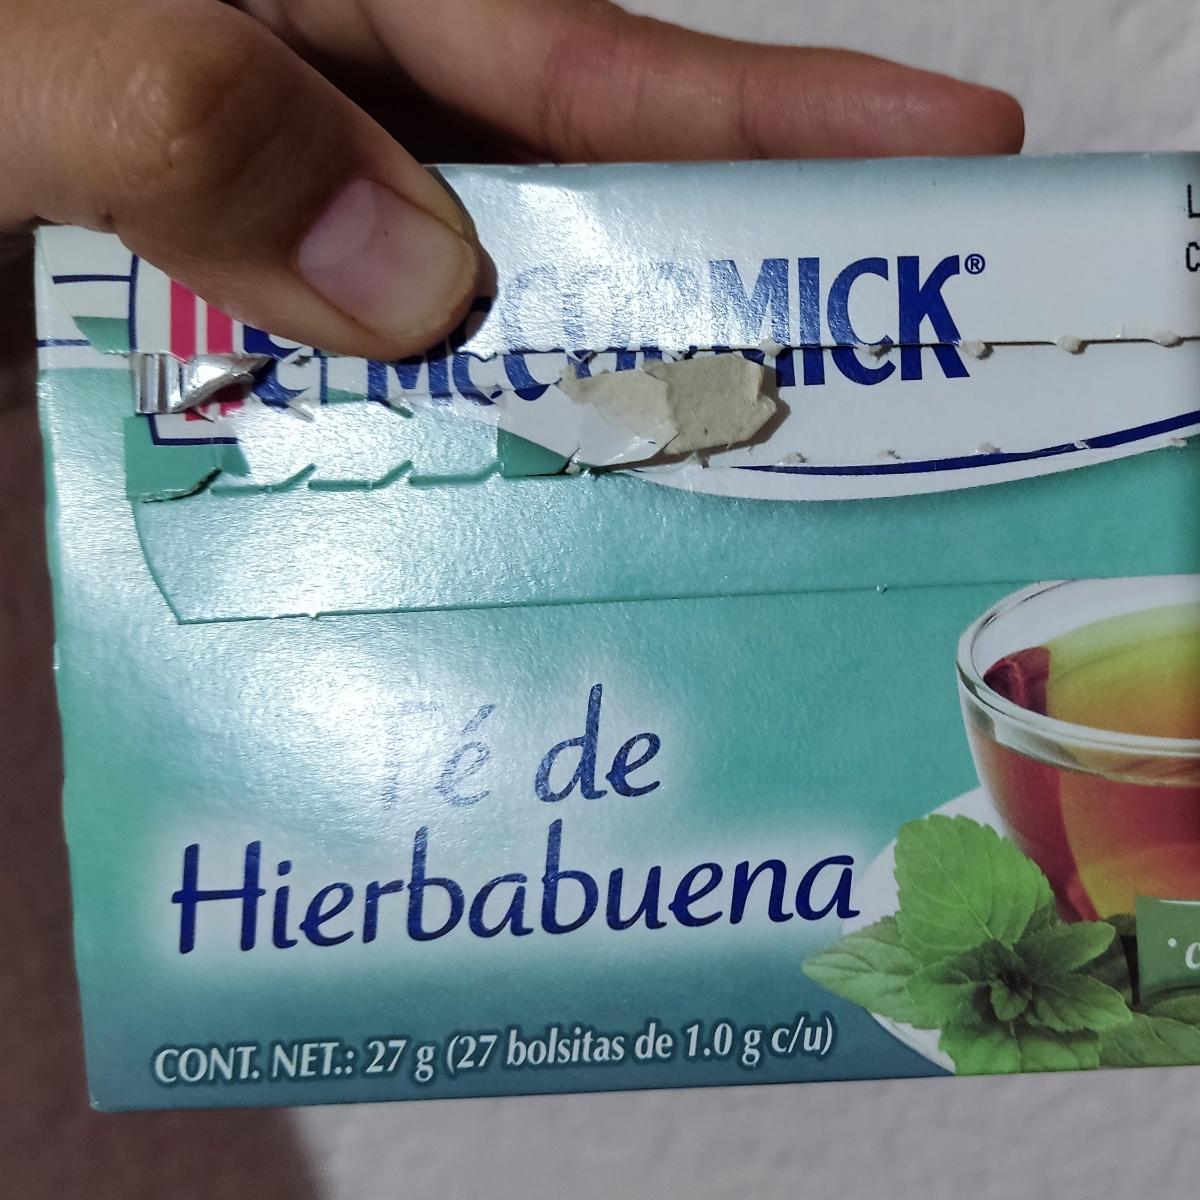 L
C
McCORMICK®
Té de
Hierbabuena
CONT. NET.: 27 g (27 bolsitas de 1.0 g c/u)